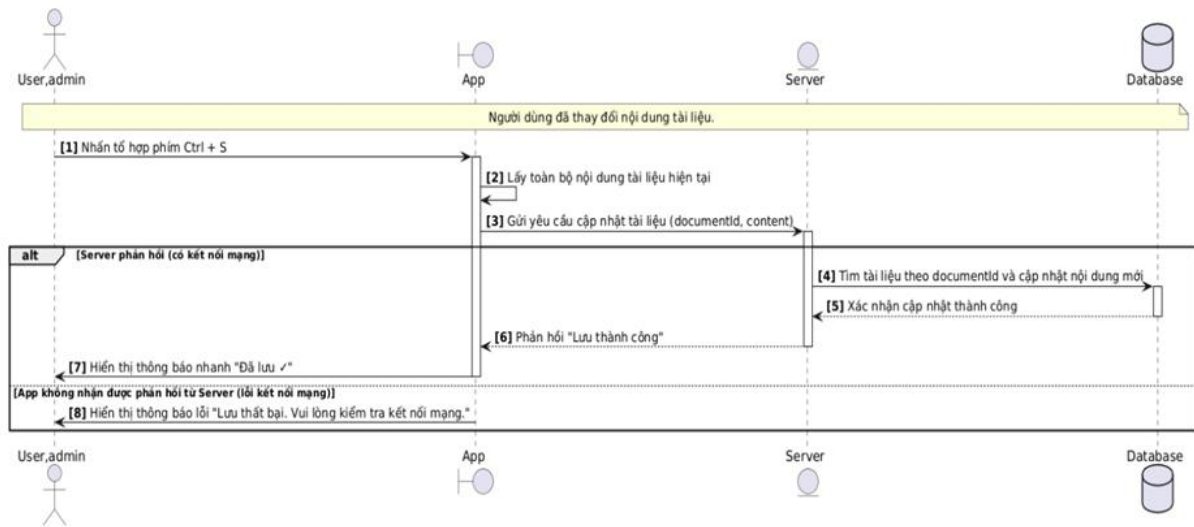 User,admin
App
Server
Database
Người dùng đã thay đổi nội dung tài liệu.
[1] Nhấn tổ hợp phím Ctrl + S
[2] Lấy toàn bộ nội dung tài liệu hiện tại
[3] Gửi yêu cầu cập nhật tài liệu (documentId, content)
alt [Server phản hồi (có kết nối mạng)]
[4] Tìm tài liệu theo documentId và cập nhật nội dung mới
[5] Xác nhận cập nhật thành công
[6] Phản hồi "Lưu thành công"
[7] Hiển thị thông báo nhanh "Đã lưu ✓"
[App không nhận được phản hồi từ Server (lỗi kết nối mạng)]
[8] Hiển thị thông báo lỗi "Lưu thất bại. Vui lòng kiểm tra kết nối mạng."
User,admin
App
Server
Database